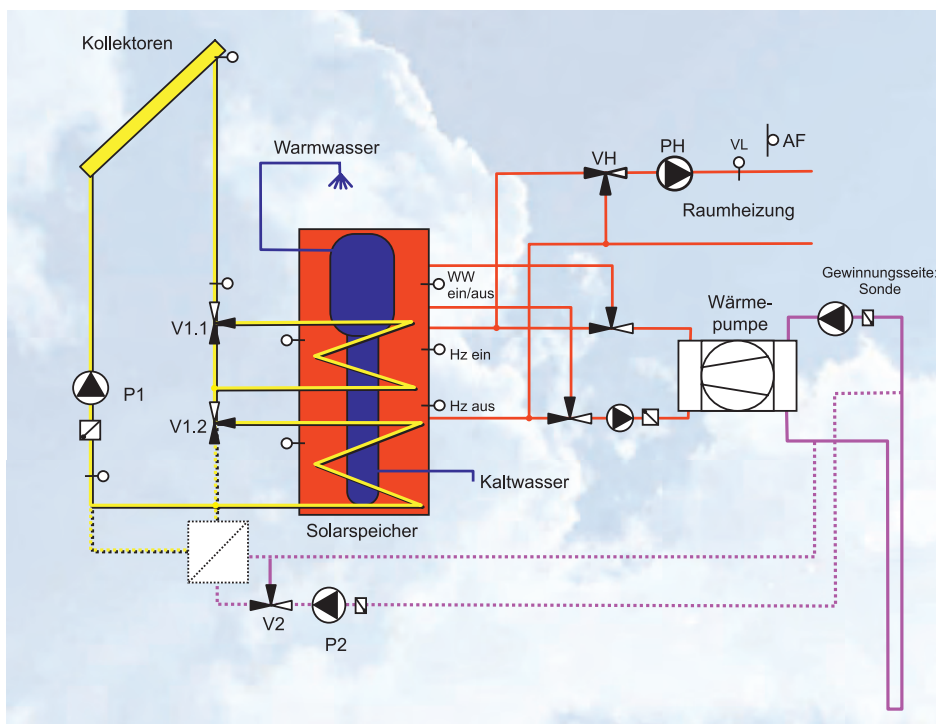 Kollektoren
Warmwasser
VH
PH
VL
AF
Raumheizung
WW
ein/aus
Gewinnungsseite:
Sonde
Wärme-
pumpe
V1.1
Hz ein
P1
Hz aus
V1.2
Kaltwasser
Solarspeicher
V2
P2